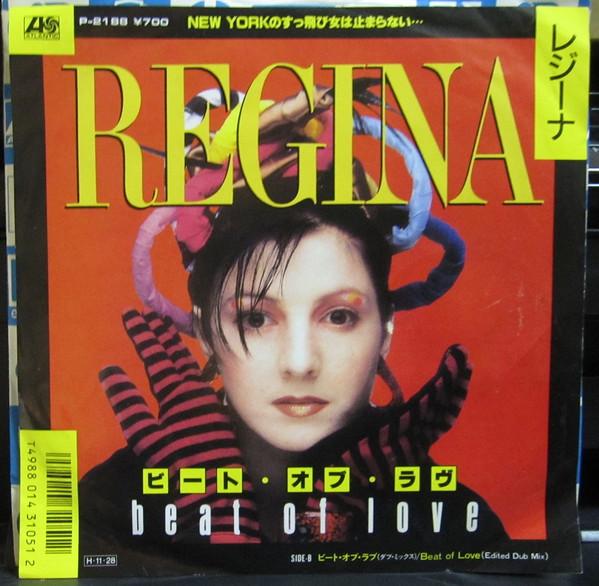 ATLANTIC
P-2188 ¥700 NEW YORKのすっ飛び女は止まらない…
レジーナ
REGINA
ビート・オブ・ラヴ
beat of love
T4988 014 31051 2
H・11・28
SIDE-B ビート・オブ・ラブ(ダブ・ミックス)/Beat of Love(Edited Dub Mix)